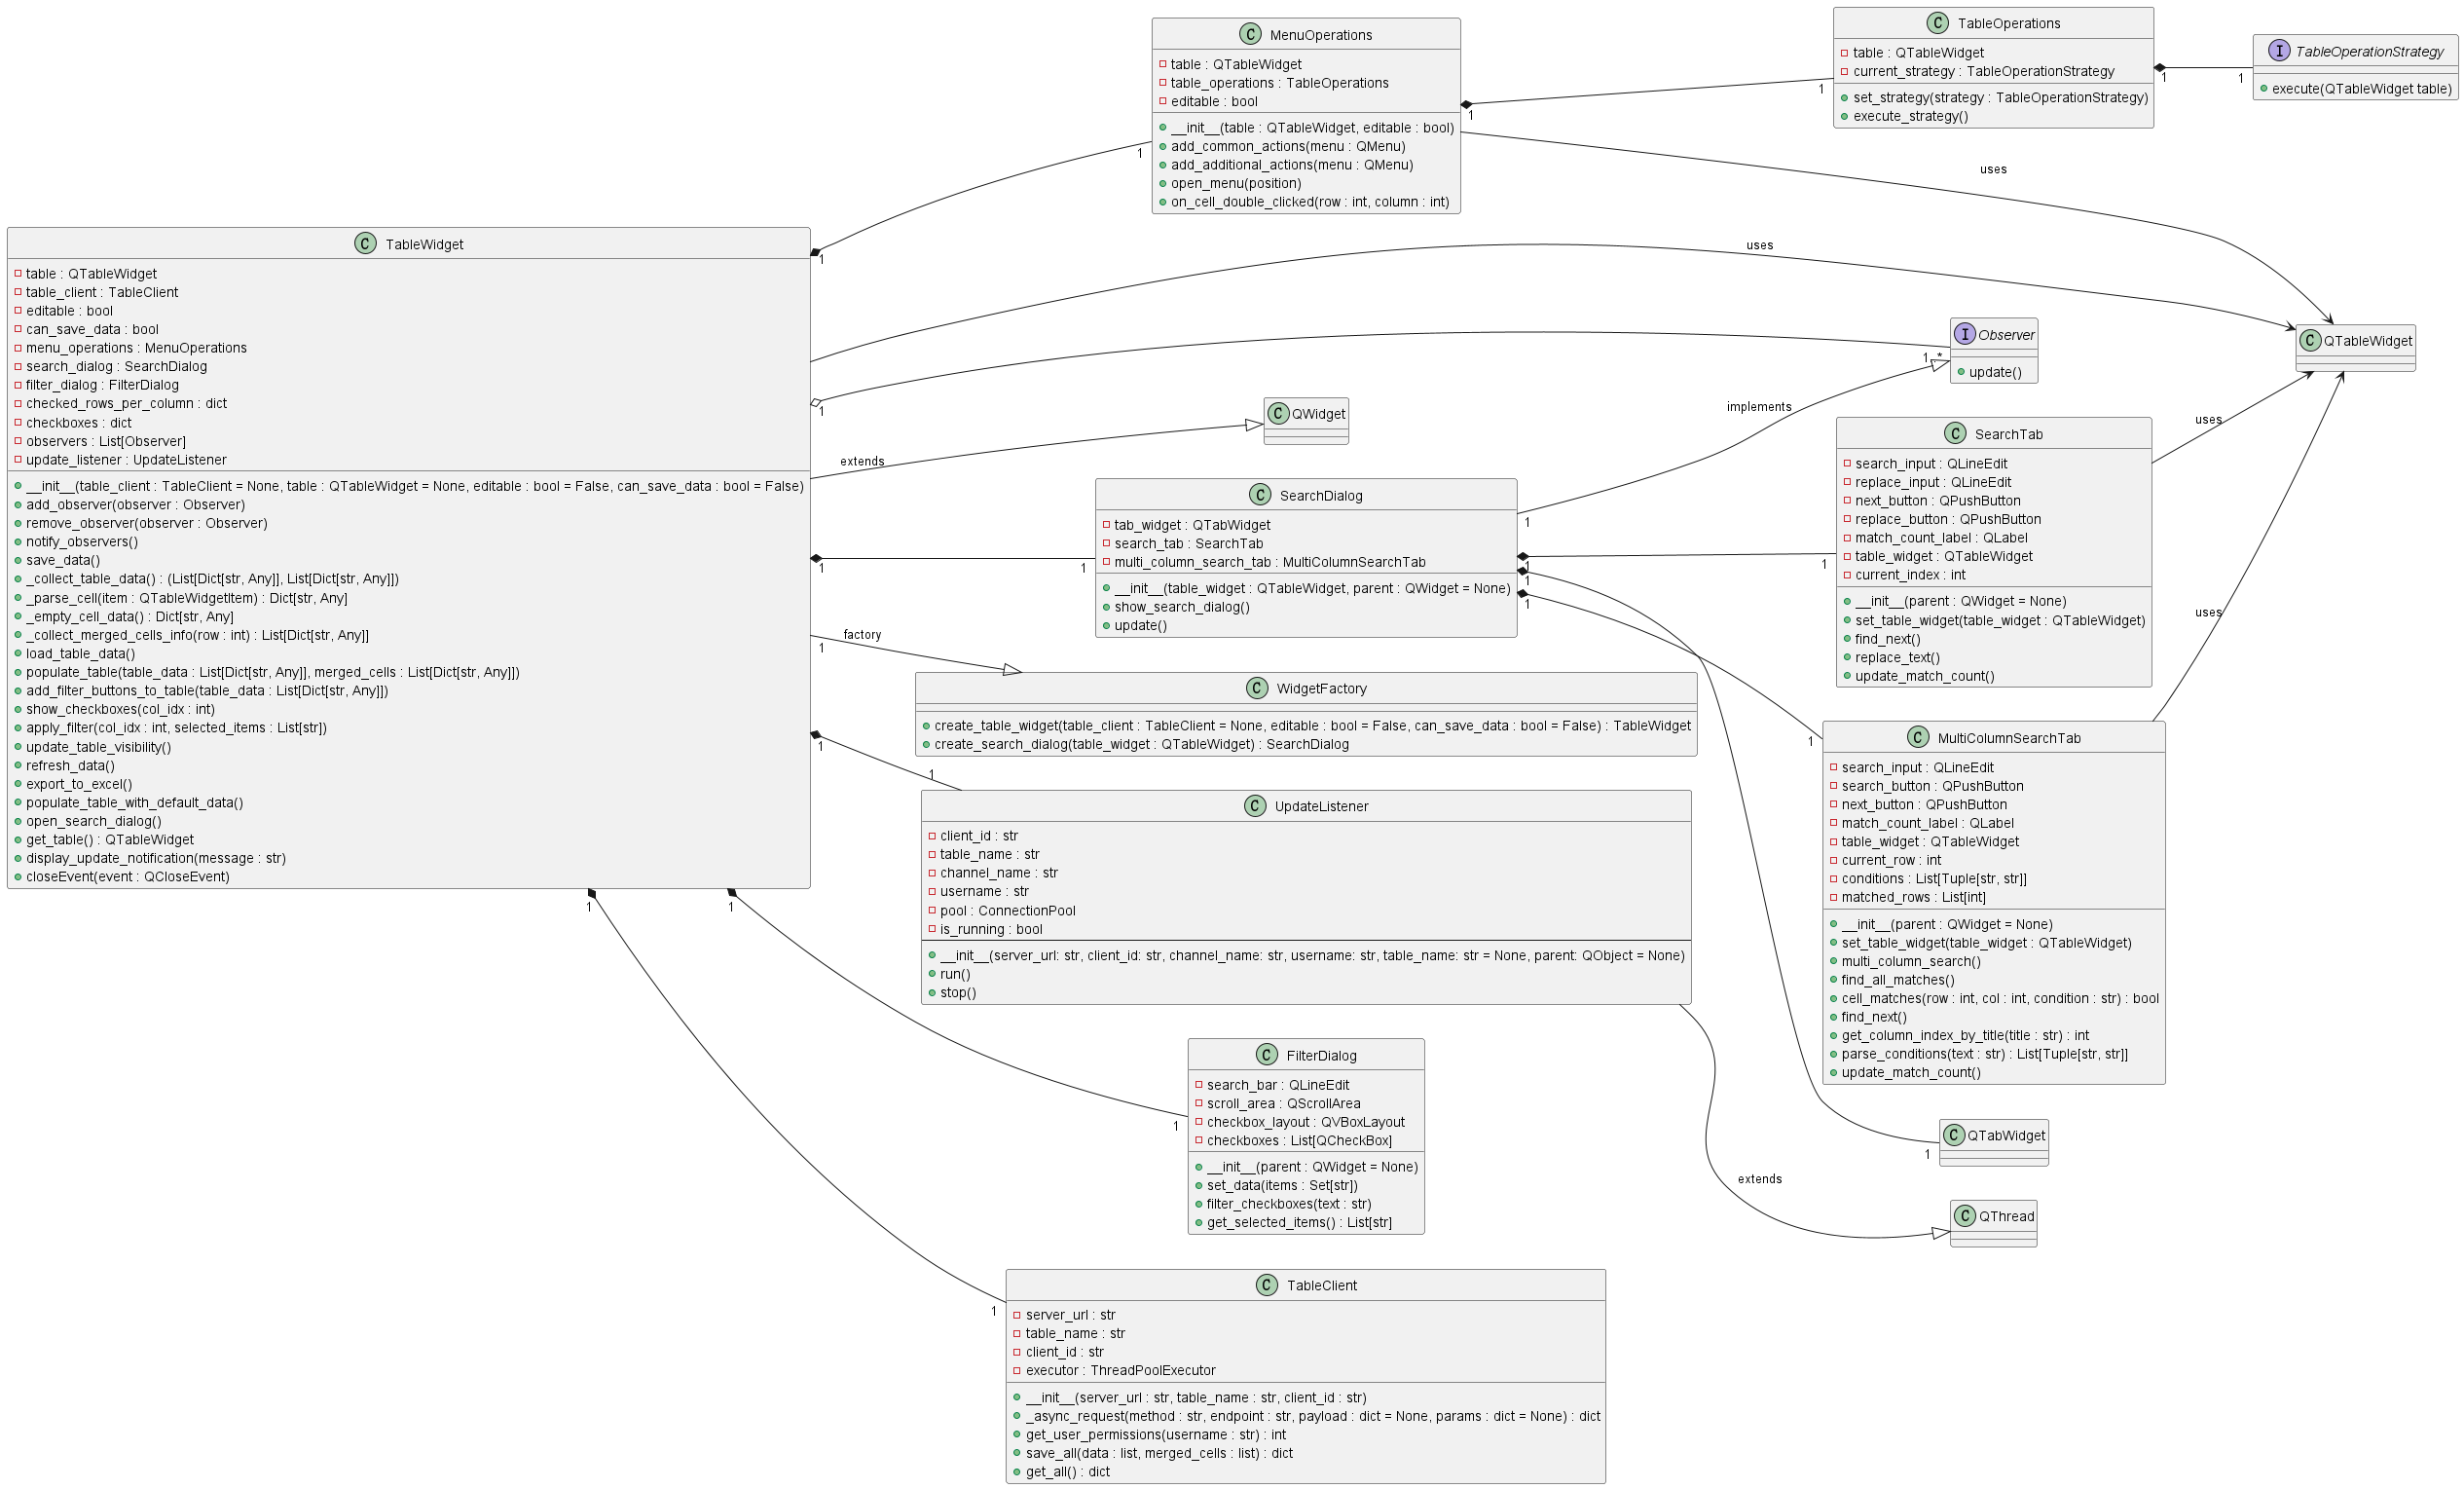 C TableWidget
table : QTableWidget
table_client : TableClient
editable : bool
can_save_data : bool
menu_operations : MenuOperations
search_dialog : SearchDialog
filter_dialog : FilterDialog
checked_rows_per_column : dict
checkboxes : dict
observers : List[Observer]
update_listener : UpdateListener
__init__(table_client : TableClient = None, table : QTableWidget = None, editable : bool = False, can_save_data : bool = False)
add_observer(observer : Observer)
remove_observer(observer : Observer)
notify_observers()
save_data()
_collect_table_data() : (List[Dict[str, Any]], List[Dict[str, Any]])
_parse_cell(item : QTableWidgetItem) : Dict[str, Any]
_empty_cell_data() : Dict[str, Any]
_collect_merged_cells_info(row : int) : List[Dict[str, Any]]
load_table_data()
populate_table(table_data : List[Dict[str, Any]], merged_cells : List[Dict[str, Any]])
add_filter_buttons_to_table(table_data : List[Dict[str, Any]])
show_checkboxes(col_idx : int)
apply_filter(col_idx : int, selected_items : List[str])
update_table_visibility()
refresh_data()
export_to_excel()
populate_table_with_default_data()
open_search_dialog()
get_table() : QTableWidget
display_update_notification(message : str)
closeEvent(event : QCloseEvent)
1
1
1
1
1
1
1
1
extends
factory
uses
C MenuOperations
table : QTableWidget
table_operations : TableOperations
editable : bool
__init__(table : QTableWidget, editable : bool)
add_common_actions(menu : QMenu)
add_additional_actions(menu : QMenu)
open_menu(position)
on_cell_double_clicked(row : int, column : int)
1
1
uses
C QWidget
C SearchDialog
tab_widget : QTabWidget
search_tab : SearchTab
multi_column_search_tab : MultiColumnSearchTab
__init__(table_widget : QTableWidget, parent : QWidget = None)
show_search_dialog()
update()
1
1
1
1
1
implements
C WidgetFactory
create_table_widget(table_client : TableClient = None, editable : bool = False, can_save_data : bool = False) : TableWidget
create_search_dialog(table_widget : QTableWidget) : SearchDialog
1
C UpdateListener
client_id : str
table_name : str
channel_name : str
username : str
pool : ConnectionPool
is_running : bool
__init__(server_url: str, client_id: str, channel_name: str, username: str, table_name: str = None, parent: QObject = None)
run()
stop()
extends
1
C FilterDialog
search_bar : QLineEdit
scroll_area : QScrollArea
checkbox_layout : QVBoxLayout
checkboxes : List[QCheckBox]
__init__(parent : QWidget = None)
set_data(items : Set[str])
filter_checkboxes(text : str)
get_selected_items() : List[str]
1
C TableClient
server_url : str
table_name : str
client_id : str
executor : ThreadPoolExecutor
__init__(server_url : str, table_name : str, client_id : str)
_async_request(method : str, endpoint : str, payload : dict = None, params : dict = None) : dict
get_user_permissions(username : str) : int
save_all(data : list, merged_cells : list) : dict
get_all() : dict
1
C TableOperations
table : QTableWidget
current_strategy : TableOperationStrategy
set_strategy(strategy : TableOperationStrategy)
execute_strategy()
1
1
I TableOperationStrategy
execute(QTableWidget table)
1..*
I Observer
update()
C QTableWidget
1
C SearchTab
search_input : QLineEdit
replace_input : QLineEdit
next_button : QPushButton
replace_button : QPushButton
match_count_label : QLabel
table_widget : QTableWidget
current_index : int
__init__(parent : QWidget = None)
set_table_widget(table_widget : QTableWidget)
find_next()
replace_text()
update_match_count()
uses
1
C MultiColumnSearchTab
search_input : QLineEdit
search_button : QPushButton
next_button : QPushButton
match_count_label : QLabel
table_widget : QTableWidget
current_row : int
conditions : List[Tuple[str, str]]
matched_rows : List[int]
__init__(parent : QWidget = None)
set_table_widget(table_widget : QTableWidget)
multi_column_search()
find_all_matches()
cell_matches(row : int, col : int, condition : str) : bool
find_next()
get_column_index_by_title(title : str) : int
parse_conditions(text : str) : List[Tuple[str, str]]
update_match_count()
uses
1
C QTabWidget
C QThread